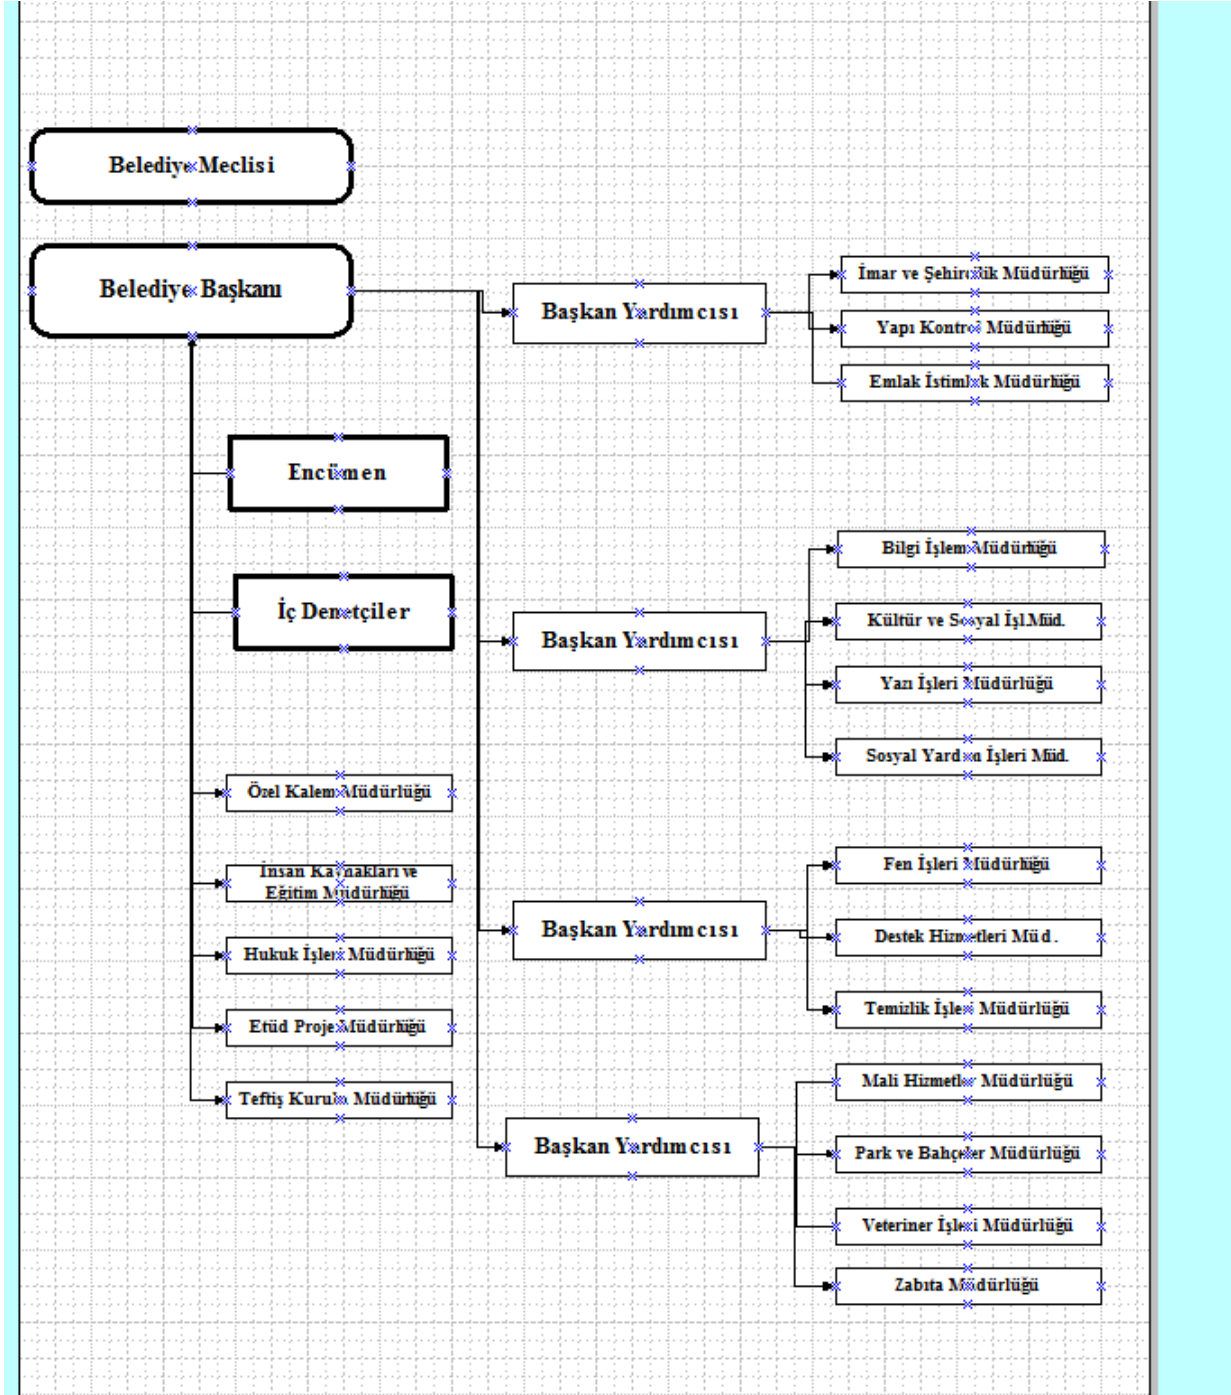 Belediye Meclisi
Belediye Başkanı
Encümen
İç Denetçiler
Özel Kalem Müdürlüğü
İnsan Kaynakları ve
Eğitim Müdürlüğü
Hukuk İşleri Müdürlüğü
Etüd Proje Müdürlüğü
Teftiş Kurulu Müdürlüğü
Başkan Yardımcısı
İmar ve Şehircilik Müdürlüğü
Yapı Kontrol Müdürlüğü
Emlak İstimlak Müdürlüğü
Başkan Yardımcısı
Bilgi İşlem Müdürlüğü
Kültür ve Sosyal İşl.Müd.
Yazı İşleri Müdürlüğü
Sosyal Yardım İşleri Müd.
Başkan Yardımcısı
Fen İşleri Müdürlüğü
Destek Hizmetleri Müd.
Temizlik İşleri Müdürlüğü
Başkan Yardımcısı
Mali Hizmetler Müdürlüğü
Park ve Bahçeler Müdürlüğü
Veteriner İşleri Müdürlüğü
Zabıta Müdürlüğü